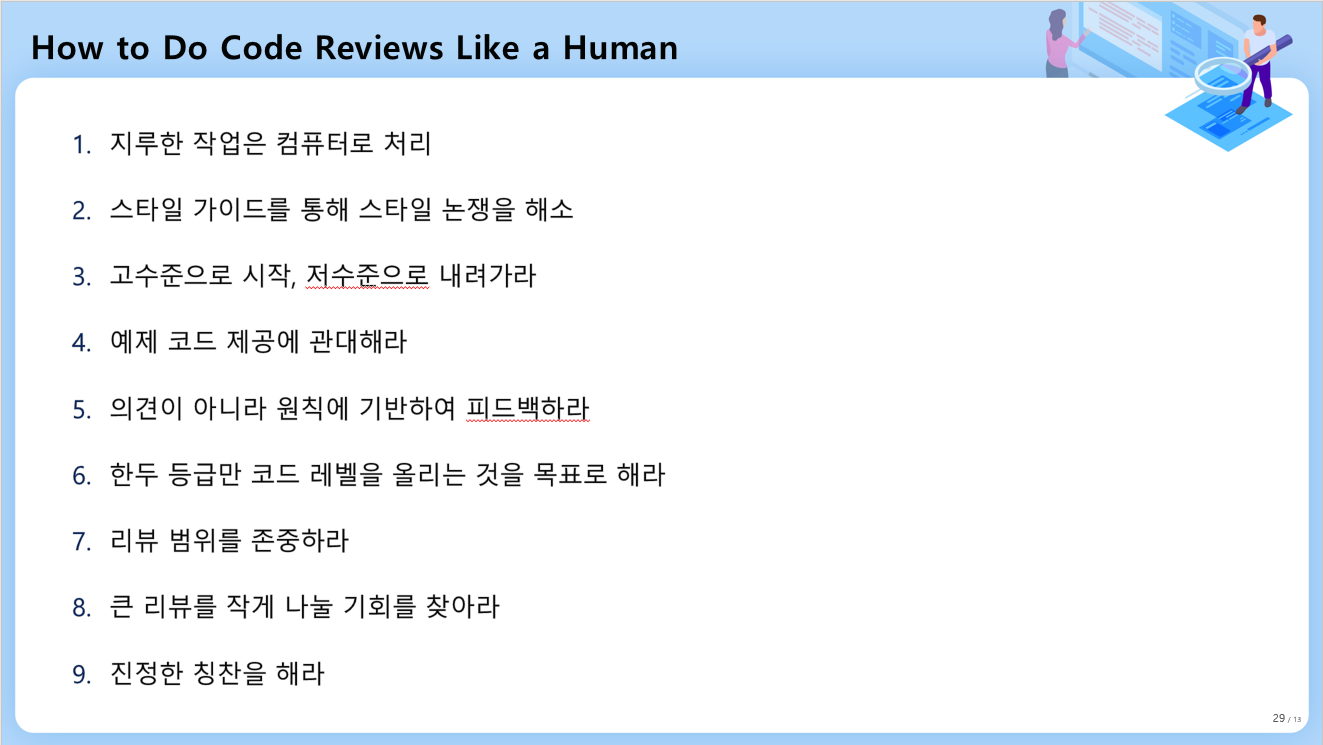 How to Do Code Reviews Like a Human
1. 지루한 작업은 컴퓨터로 처리
2. 스타일 가이드를 통해 스타일 논쟁을 해소
3. 고수준으로 시작, 저수준으로 내려가라
4. 예제 코드 제공에 관대해라
5. 의견이 아니라 원칙에 기반하여 피드백하라
6. 한두 등급만 코드 레벨을 올리는 것을 목표로 해라
7. 리뷰 범위를 존중하라
8. 큰 리뷰를 작게 나눌 기회를 찾아라
9. 진정한 칭찬을 해라
29 / 13